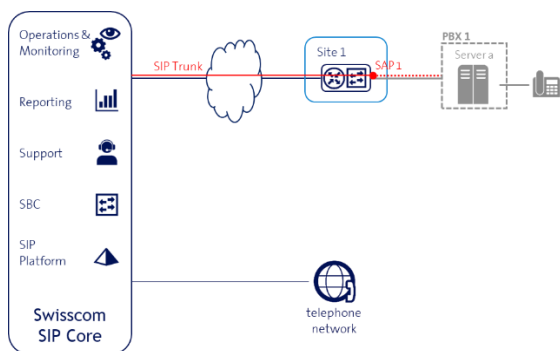 Operations &
Monitoring
Reporting
Support
SBC
SIP
Platform
Swisscom
SIP Core
SIP Trunk
Site 1
SAP 1
PBX 1
Server a
telephone
network